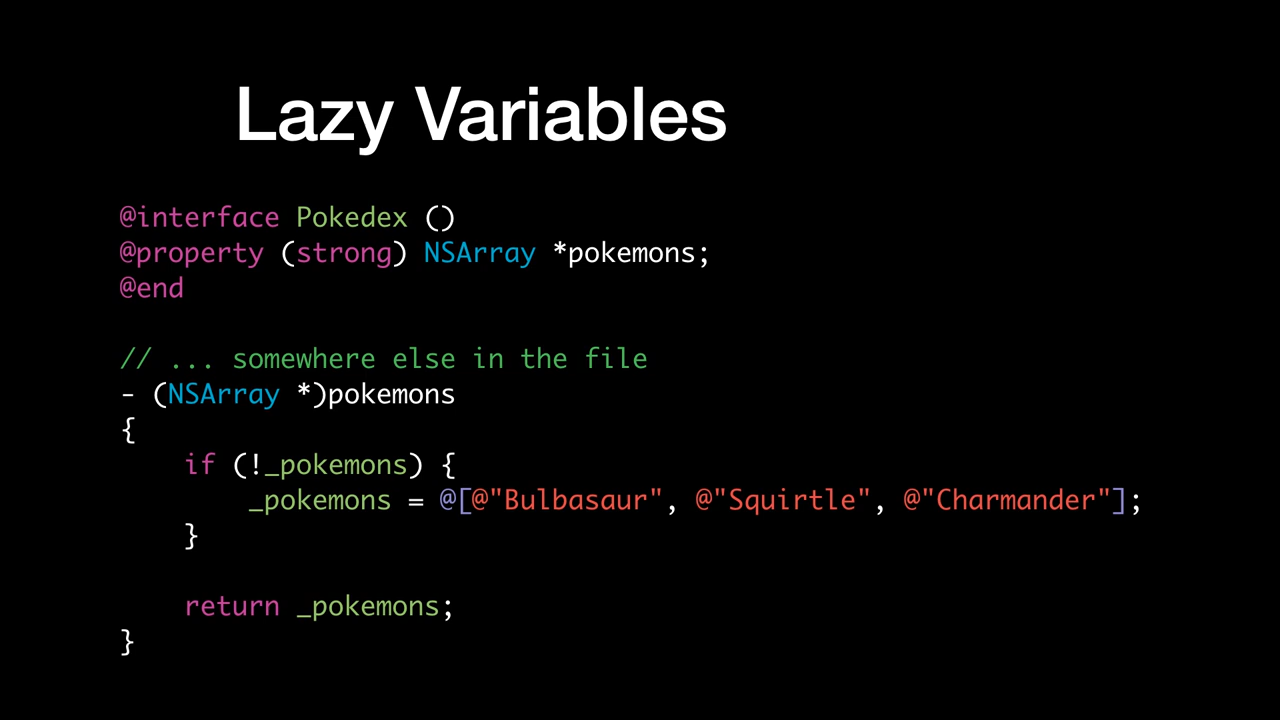 Lazy Variables
@interface Pokedex ()
@property (strong) NSArray *pokemons;
@end
// ... somewhere else in the file
- (NSArray *)pokemons
{
if (!_pokemons) {
_pokemons = @[@"Bulbasaur", @"Squirtle", @"Charmander"];
}
return _pokemons;
}